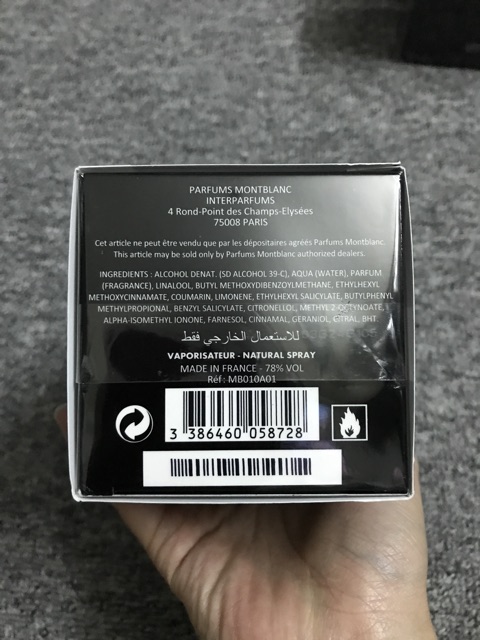 PARFUMS MONTBLANC
INTERPARFUMS
4 Rond-Point des Champs-Elysées
75008 PARIS
Cet article ne peut être vendu que par les dépositaires agréés Parfums Montblanc.
This article may be sold only by Parfums Montblanc authorized dealers.
INGREDIENTS : ALCOHOL DENAT. (SD ALCOHOL 39-C), AQUA (WATER), PARFUM
(FRAGRANCE), LINALOOL, BUTYL METHOXYDIBENZOYLMETHANE, ETHYLHEXYL
METHOXYCINNAMATE, COUMARIN, LIMONENE, ETHYLHEXYL SALICYLATE, BUTYLPHENYL
METHYLPROPIONAL, BENZYL SALICYLATE, CITRONELLOL, METHYL 2-OCTYNOATE,
ALPHA-ISOMETHYL IONONE, FARNESOL, CINNAMAL, GERANIOL, CITRAL, BHT
للاستعمال الخارجي فقط
VAPORISATEUR - NATURAL SPRAY
MADE IN FRANCE - 78% VOL
Réf : MB010A01
3 386460 058728